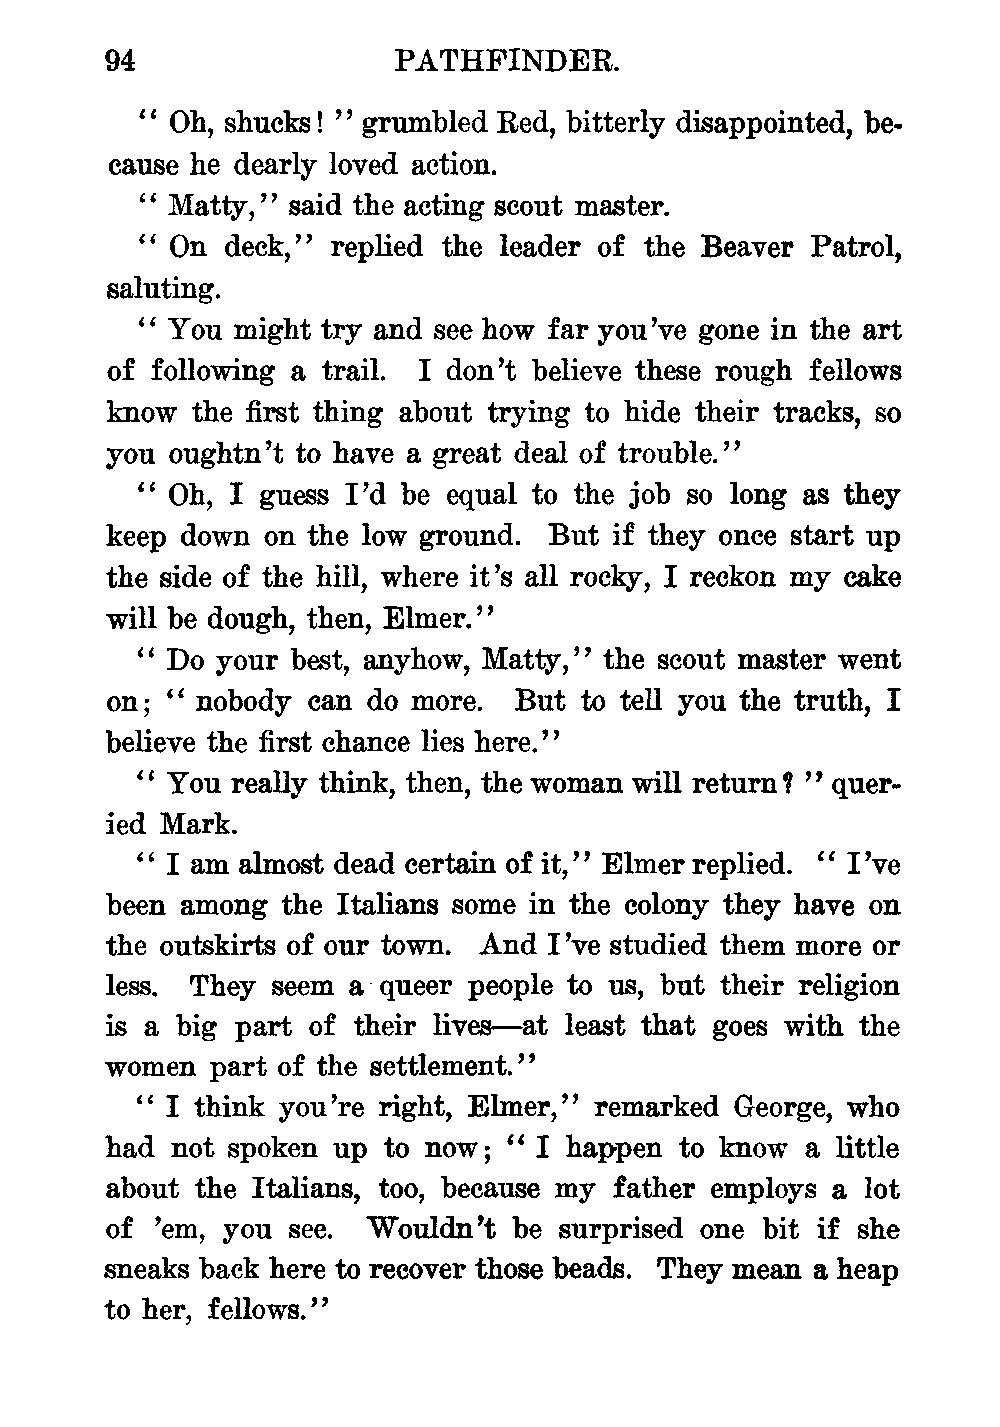 94 PATHFINDER.
“ Oh, shucks! ” grumbled Red, bitterly disappointed, be-
cause he dearly loved action.
“ Matty,” said the acting scout master.
“ On deck,” replied the leader of the Beaver Patrol,
saluting.
“ You might try and see how far you’ve gone in the art
of following a trail. I don’t believe these rough fellows
know the first thing about trying to hide their tracks, so
you oughtn’t to have a great deal of trouble.”
“ Oh, I guess I’d be equal to the job so long as they
keep down on the low ground. But if they once start up
the side of the hill, where it’s all rocky, I reckon my cake
will be dough, then, Elmer.”
“ Do your best, anyhow, Matty,” the scout master went
on; “ nobody can do more. But to tell you the truth, I
believe the first chance lies here.”
“ You really think, then, the woman will return? ” quer-
ied Mark.
“ I am almost dead certain of it,” Elmer replied. “ I’ve
been among the Italians some in the colony they have on
the outskirts of our town. And I’ve studied them more or
less. They seem a queer people to us, but their religion
is a big part of their lives—at least that goes with the
women part of the settlement.”
“ I think you’re right, Elmer,” remarked George, who
had not spoken up to now; “ I happen to know a little
about the Italians, too, because my father employs a lot
of ’em, you see. Wouldn’t be surprised one bit if she
sneaks back here to recover those beads. They mean a heap
to her, fellows.”